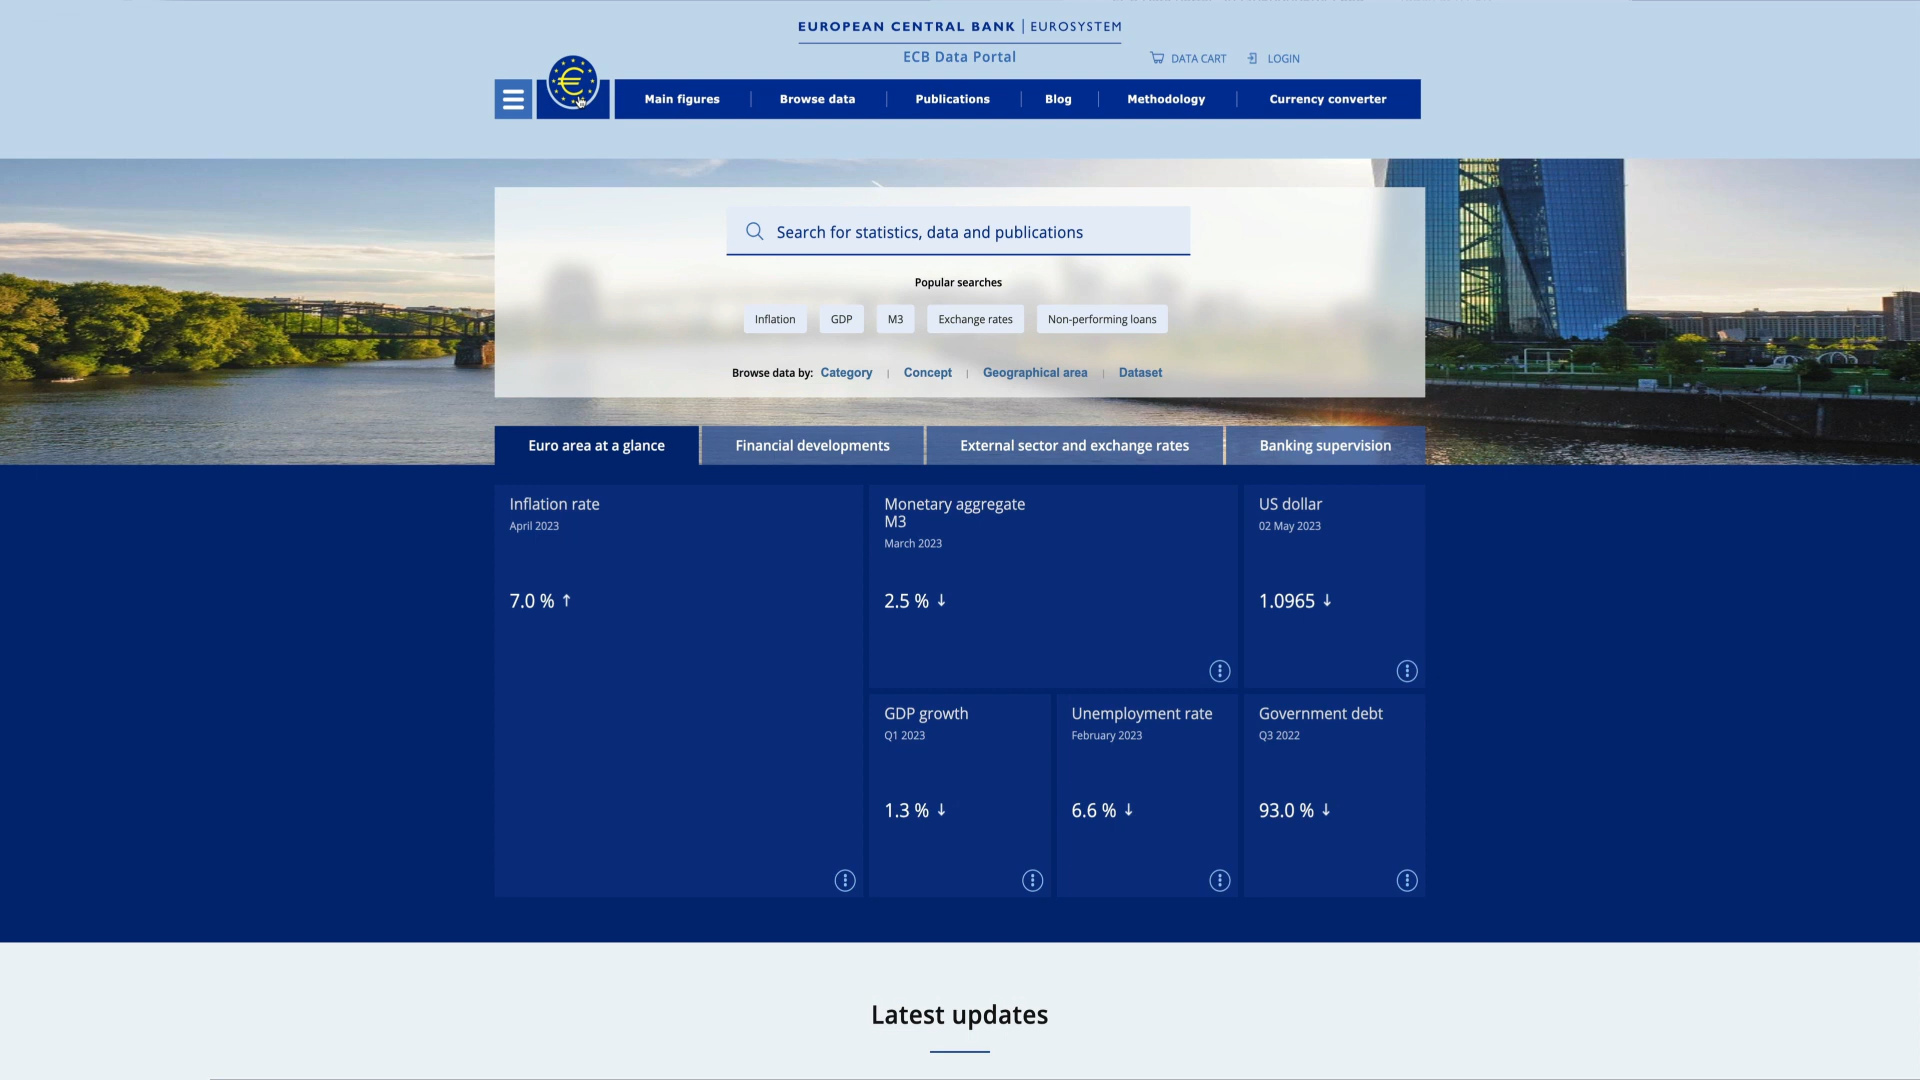 EUROPEAN CENTRAL BANK | EUROSYSTEM
ECB Data Portal
DATA CART
LOGIN
Main figures
Browse data
Publications
Blog
Methodology
Currency converter
Search for statistics, data and publications
Popular searches
Inflation
GDP
M3
Exchange rates
Non-performing loans
Browse data by: Category | Concept | Geographical area | Dataset
Euro area at a glance
Financial developments
External sector and exchange rates
Banking supervision
Inflation rate
April 2023
7.0 % ↑
Monetary aggregate
M3
March 2023
2.5 % ↓
US dollar
02 May 2023
1.0965 ↓
GDP growth
Q1 2023
1.3 % ↓
Unemployment rate
February 2023
6.6 % ↓
Government debt
Q3 2022
93.0 % ↓
Latest updates